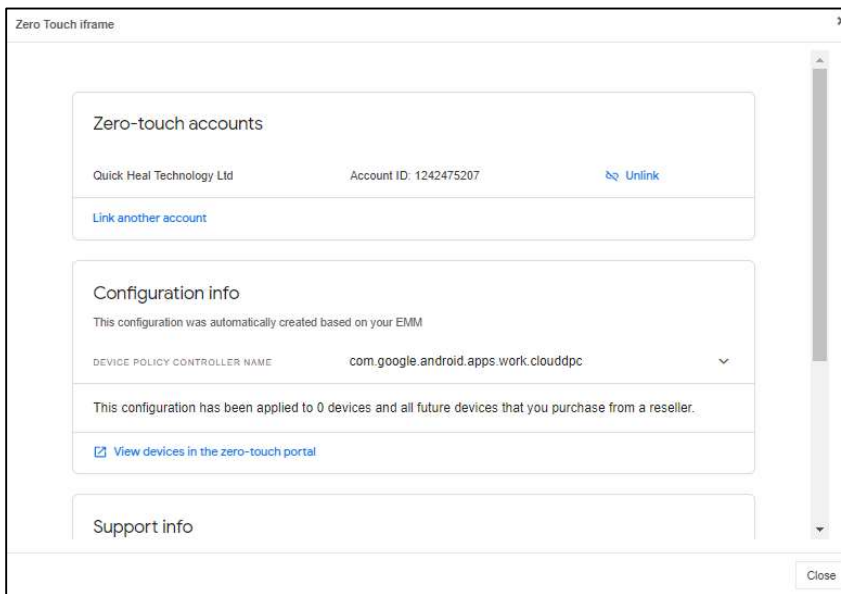 Zero Touch iframe
Zero-touch accounts
Quick Heal Technology Ltd Account ID: 1242475207 Unlink
Link another account
Configuration info
This configuration was automatically created based on your EMM
DEVICE POLICY CONTROLLER NAME com.google.android.apps.work.clouddpc
This configuration has been applied to 0 devices and all future devices that you purchase from a reseller.
View devices in the zero-touch portal
Support info
Close